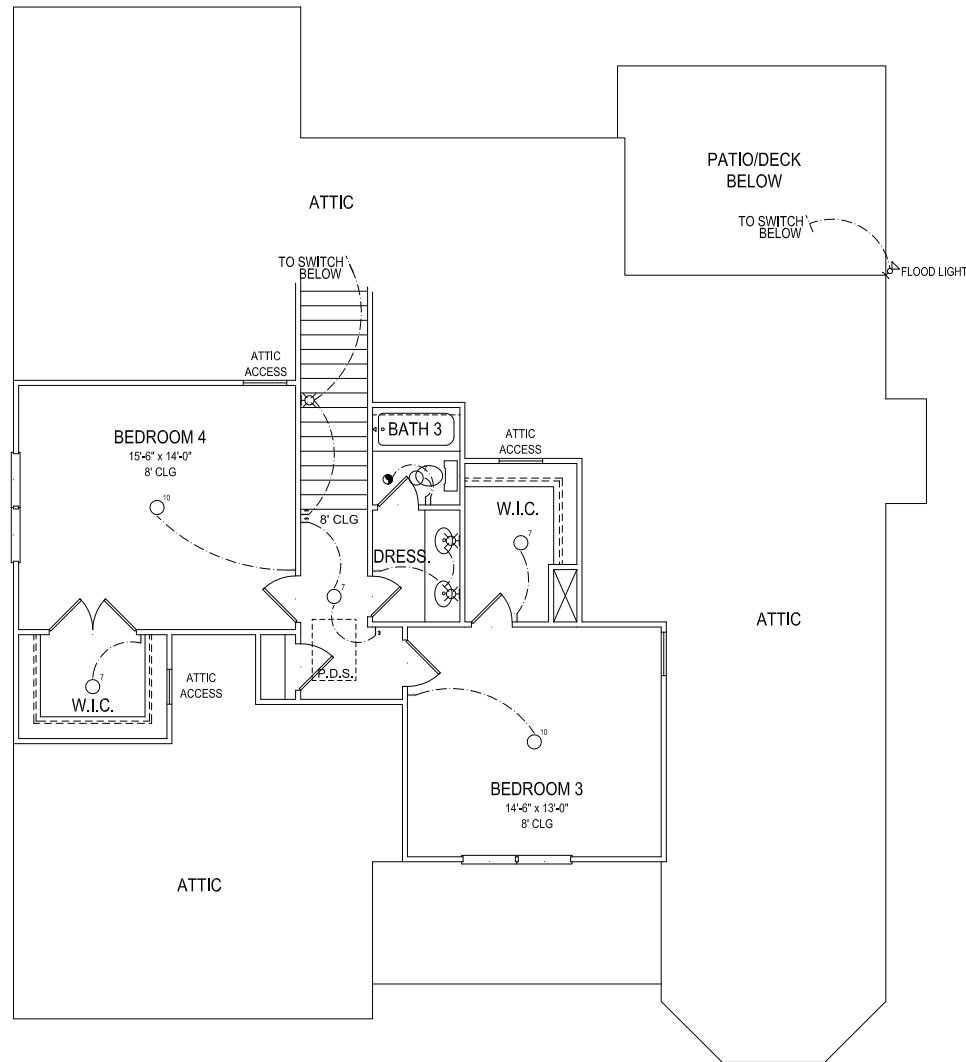 PATIO/DECK
BELOW
ATTIC
TO SWITCH
BELOW
TO SWITCH
BELOW
FLOOD LIGHT
ATTIC
ACCESS
BEDROOM 4
15'-6" x 14'-0"
8' CLG
BATH 3
ATTIC
ACCESS
10
W.I.C.
8' CLG
7
DRESS.
7
ATTIC
P.D.S.
7
ATTIC
ACCESS
W.I.C.
10
BEDROOM 3
14'-6" x 13'-0"
8' CLG
ATTIC